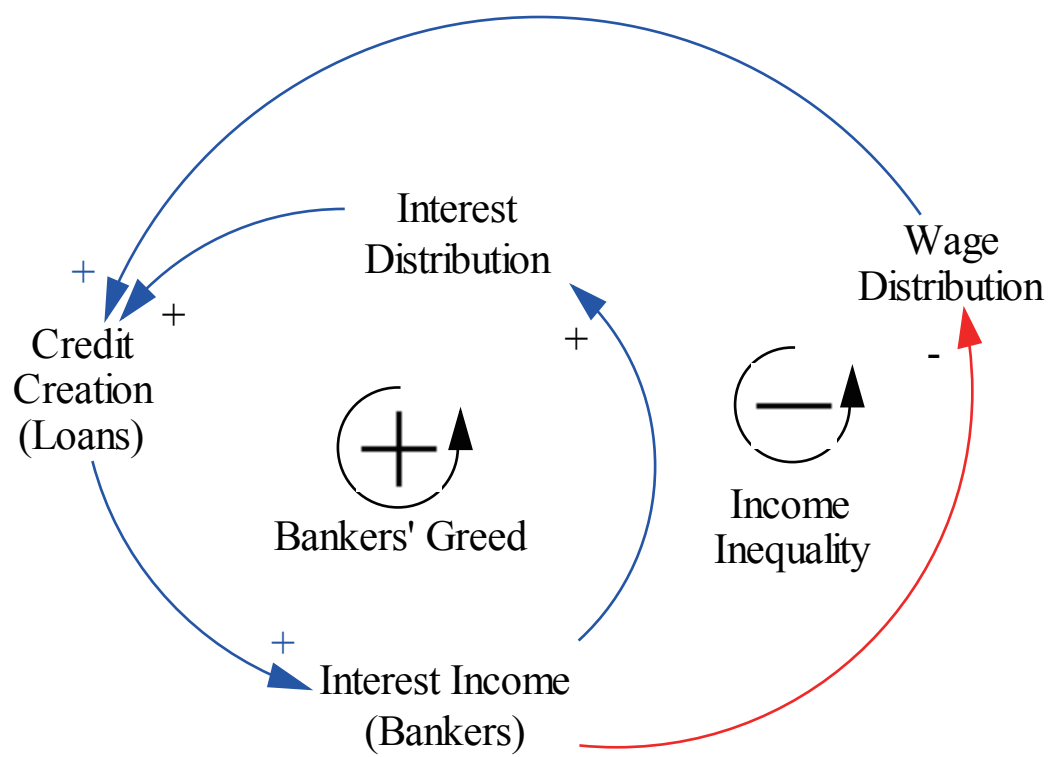 Interest
Distribution
Wage
Distribution
+
+
Credit
Creation
(Loans)
+
-
+
−
Bankers' Greed
Income
Inequality
+
Interest Income
(Bankers)